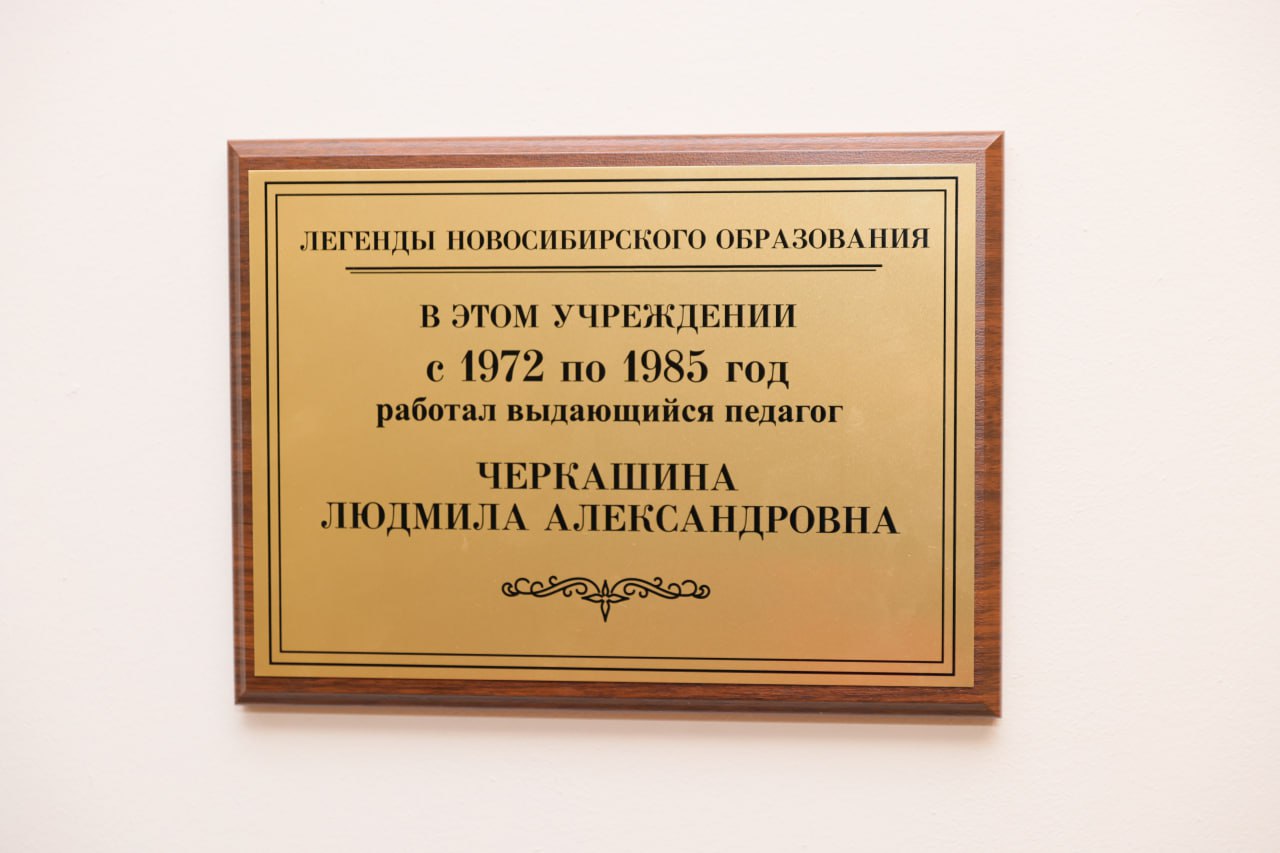 ЛЕГЕНДЫ НОВОСИБИРСКОГО ОБРАЗОВАНИЯ
В ЭТОМ УЧРЕЖДЕНИИ
с 1972 по 1985 год
работал выдающийся педагог
ЧЕРКАШИНА
ЛЮДМИЛА АЛЕКСАНДРОВНА